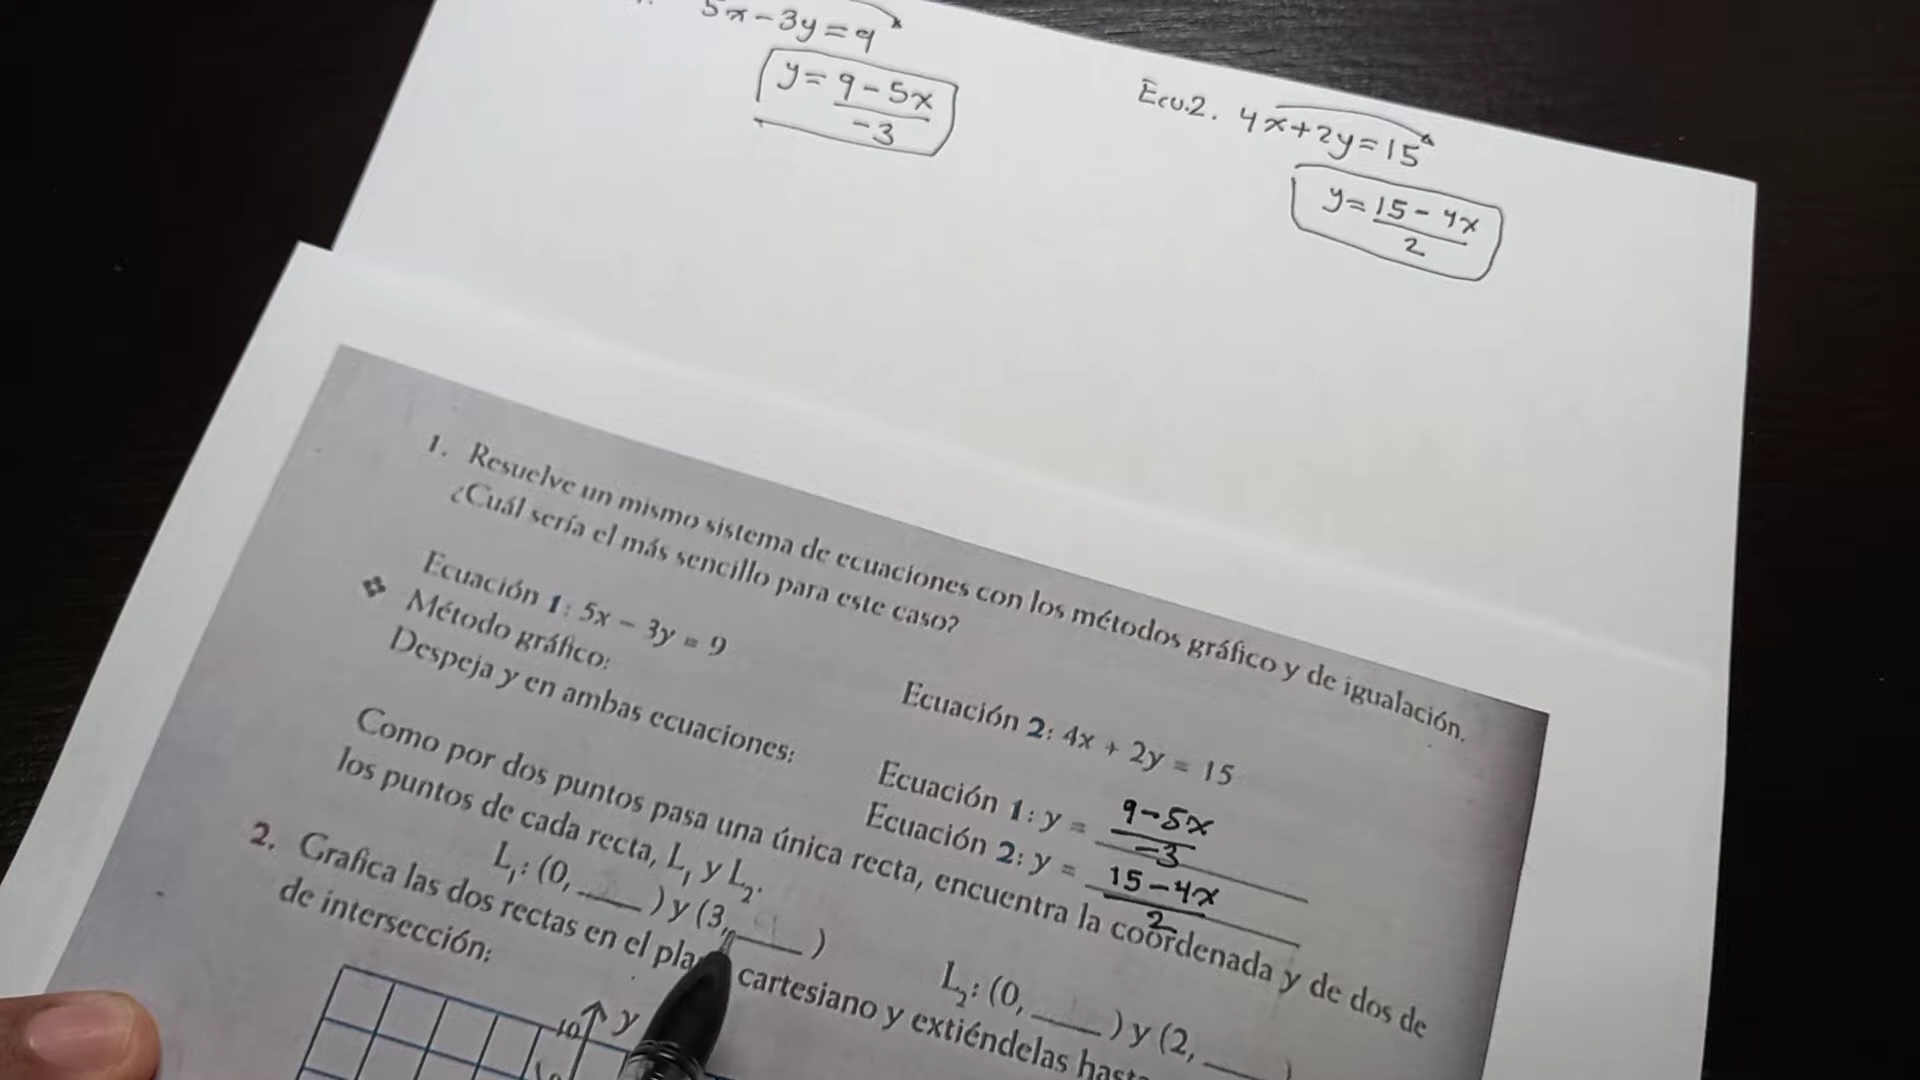 5x-3y=9
y= 9-5x
-3
Ecu.2. 4x+2y=15
y= 15-4x
2
1. Resuelve un mismo sistema de ecuaciones con los métodos gráfico y de igualación.
¿Cuál sería el más sencillo para este caso?
Ecuación 1: 5x – 3y = 9
Ecuación 2: 4x + 2y = 15
❖ Método gráfico:
Despeja y en ambas ecuaciones:
Ecuación 1: y = 9-5x
-3
Ecuación 2: y = 15-4x
2
Como por dos puntos pasa una única recta, encuentra la coordenada y de dos de
los puntos de cada recta, L₁ y L₂.
L₁: (0, ____ ) y (3, ____ )
L₂: (0, ____ ) y (2, ____
2. Grafica las dos rectas en el cartesiano y extiéndelas
de intersección:
10
y